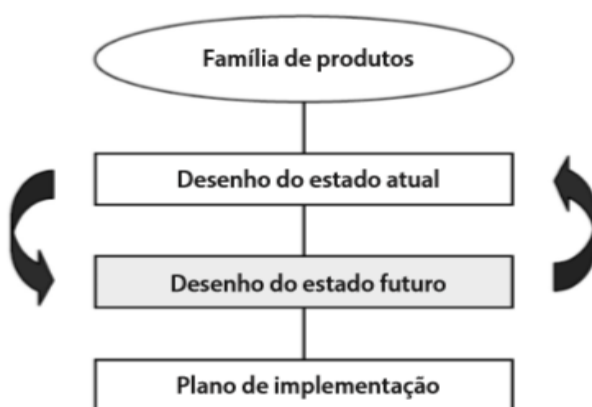 Família de produtos
Desenho do estado atual
Desenho do estado futuro
Plano de implementação